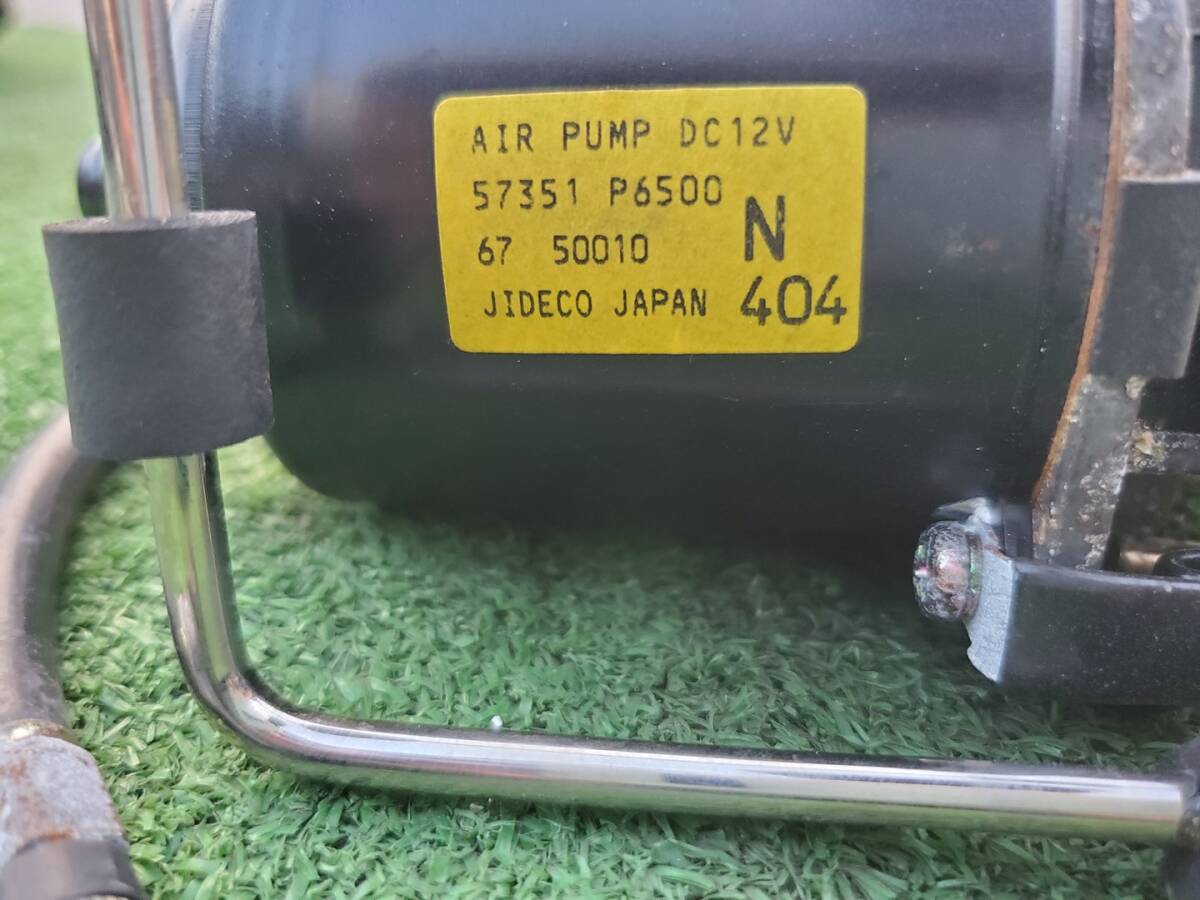 AIR PUMP DC12V
57351 P6500
67 50010 N
JIDECO JAPAN 404